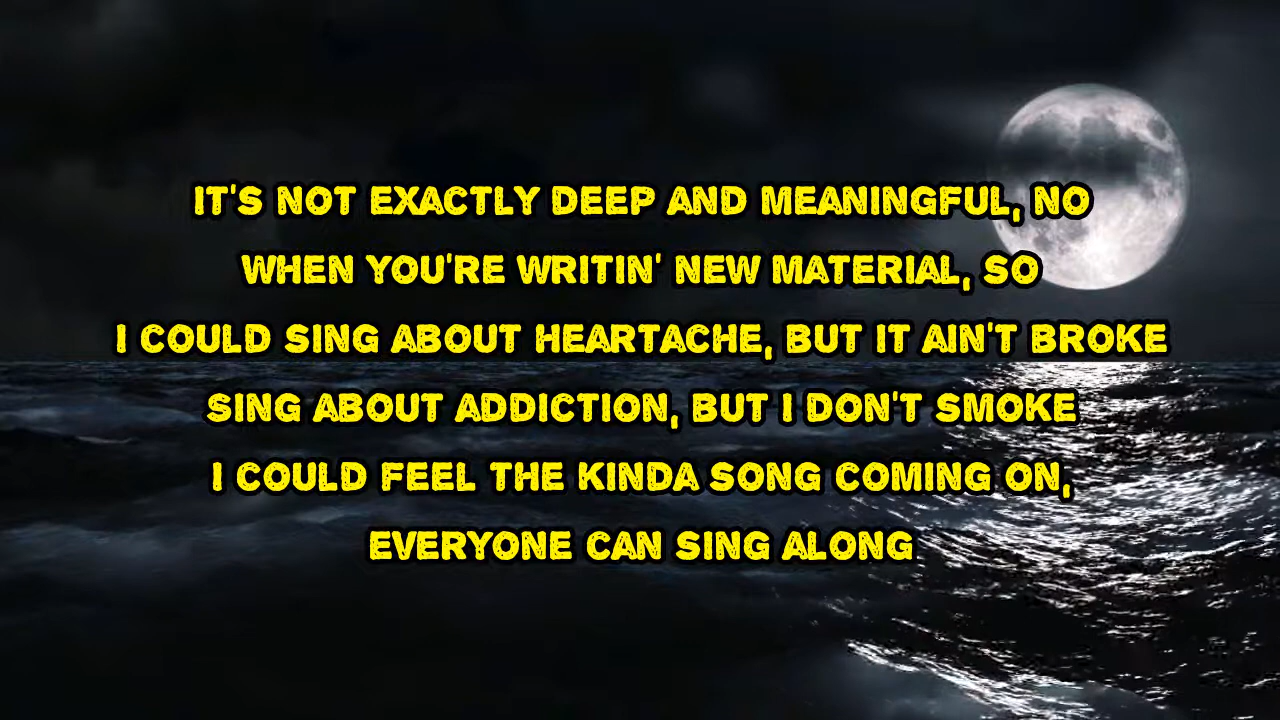 IT'S NOT EXACTLY DEEP AND MEANINGFUL, NO
WHEN YOU'RE WRITIN' NEW MATERIAL, SO
I COULD SING ABOUT HEARTACHE, BUT IT AIN'T BROKE
SING ABOUT ADDICTION, BUT I DON'T SMOKE
I COULD FEEL THE KINDA SONG COMING ON,
EVERYONE CAN SING ALONG